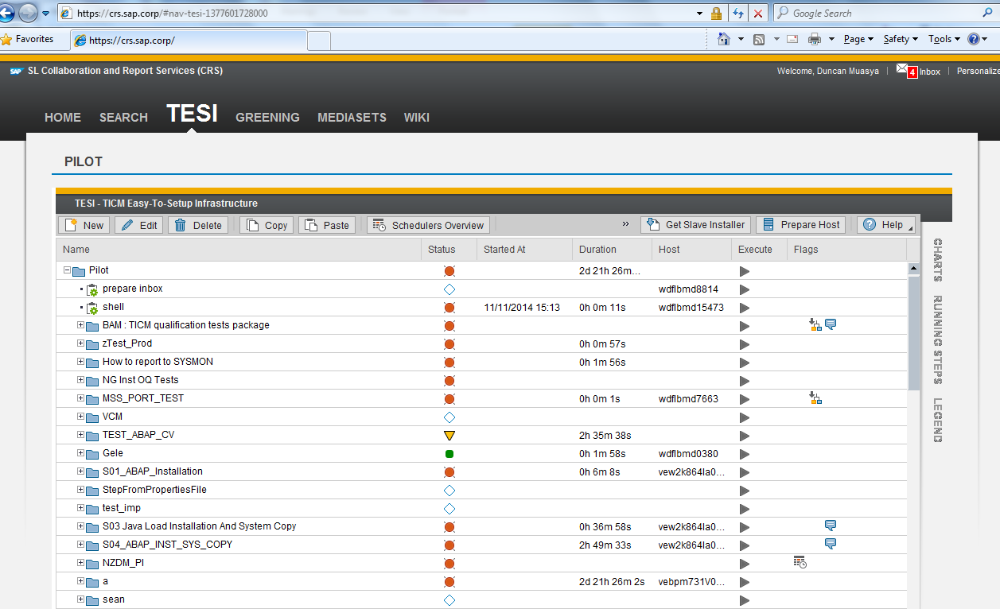 https://crs.sap.corp/#nav-tesi-1377601728000
Google Search
Favorites
https://crs.sap.corp/
Page Safety Tools
SAP SL Collaboration and Report Services (CRS)
Welcome, Duncan Muasya | 4 Inbox | Personalize
HOME SEARCH TESI GREENING MEDIASETS WIKI
PILOT
TESI - TICM Easy-To-Setup Infrastructure
New Edit Delete Copy Paste Schedulers Overview » Get Slave Installer Prepare Host Help
Name Status Started At Duration Host Execute Flags
Pilot 2d 21h 26m...
prepare inbox wdflbmd8814
shell 11/11/2014 15:13 0h 0m 11s wdflbmd15473
BAM : TICM qualification tests package
zTest_Prod 0h 0m 57s
How to report to SYSMON 0h 1m 56s
NG Inst OQ Tests
MSS_PORT_TEST 0h 0m 1s wdflbmd7663
VCM
TEST_ABAP_CV 2h 35m 38s
Gele 0h 1m 58s wdflbmd0380
S01_ABAP_Installation 0h 6m 8s vew2k864la0...
StepFromPropertiesFile
test_imp
S03 Java Load Installation And System Copy 0h 36m 58s vew2k864la0...
S04_ABAP_INST_SYS_COPY 2h 49m 33s vew2k864la0...
NZDM_PI
a 2d 21h 26m 2s vebpm731V0...
sean
CHARTS
RUNNING STEPS
LEGEND